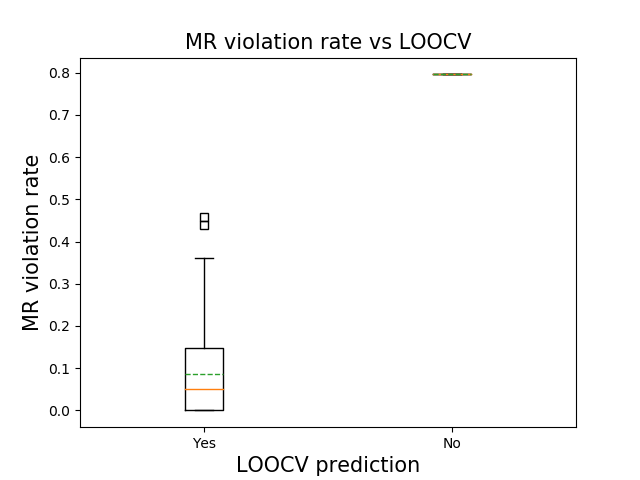 MR violation rate vs LOOCV
MR violation rate
0.8
0.7
0.6
0.5
0.4
0.3
0.2
0.1
0.0
Yes
No
LOOCV prediction